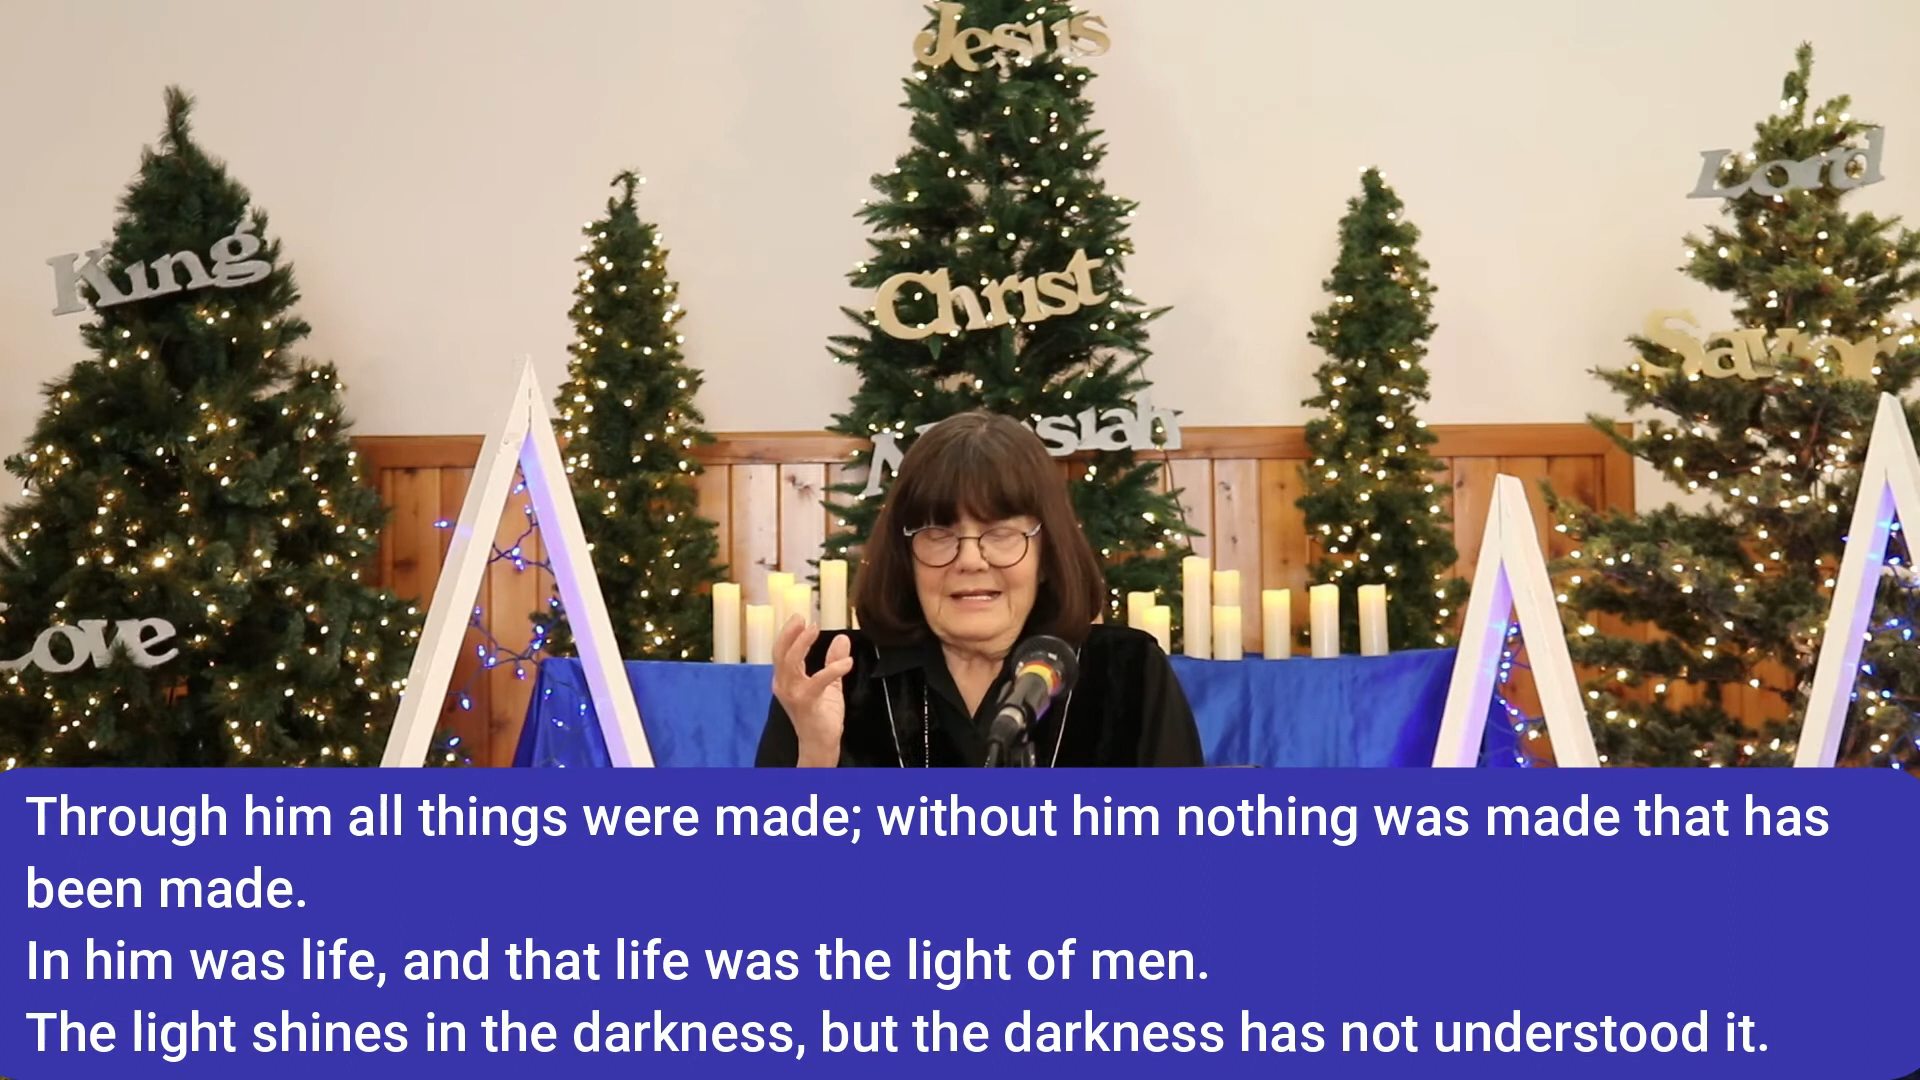 Jesus
Lord
King
Christ
Savior
Love
Through him all things were made; without him nothing was made that has
been made.
In him was life, and that life was the light of men.
The light shines in the darkness, but the darkness has not understood it.